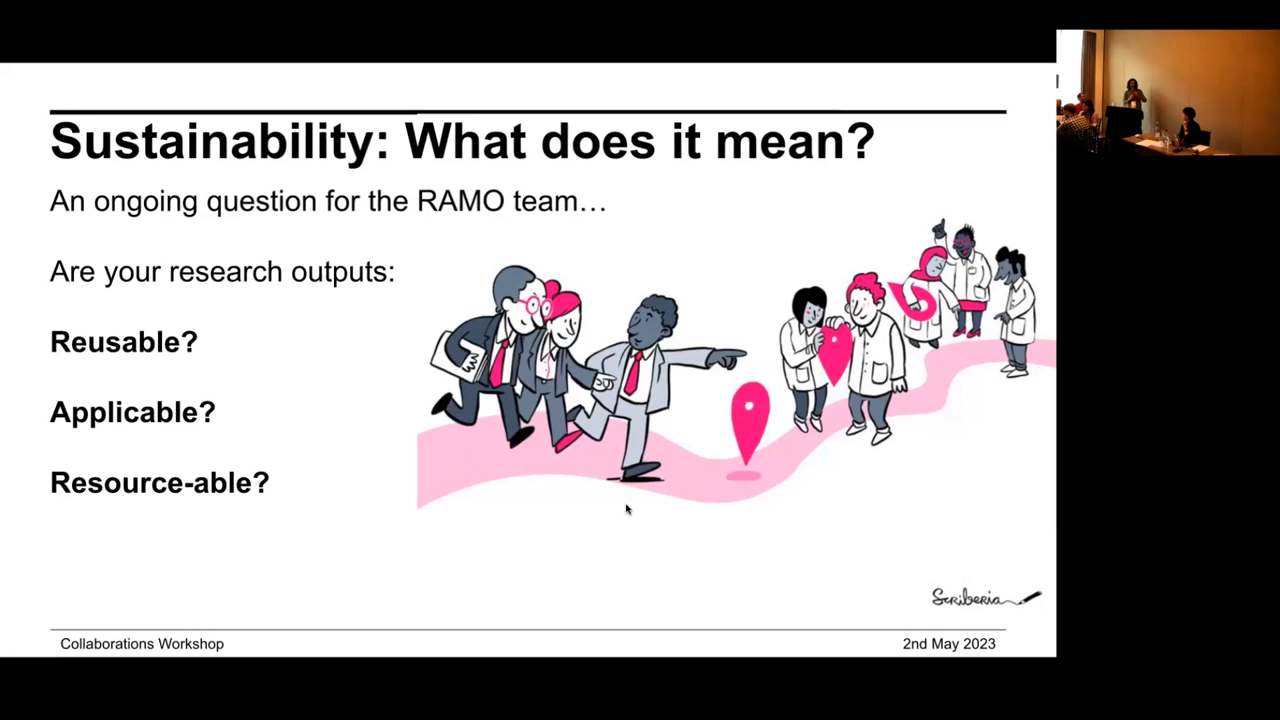 Sustainability: What does it mean?
An ongoing question for the RAMO team…
Are your research outputs:
Reusable?
Applicable?
Resource-able?
Scriberia
Collaborations Workshop
2nd May 2023